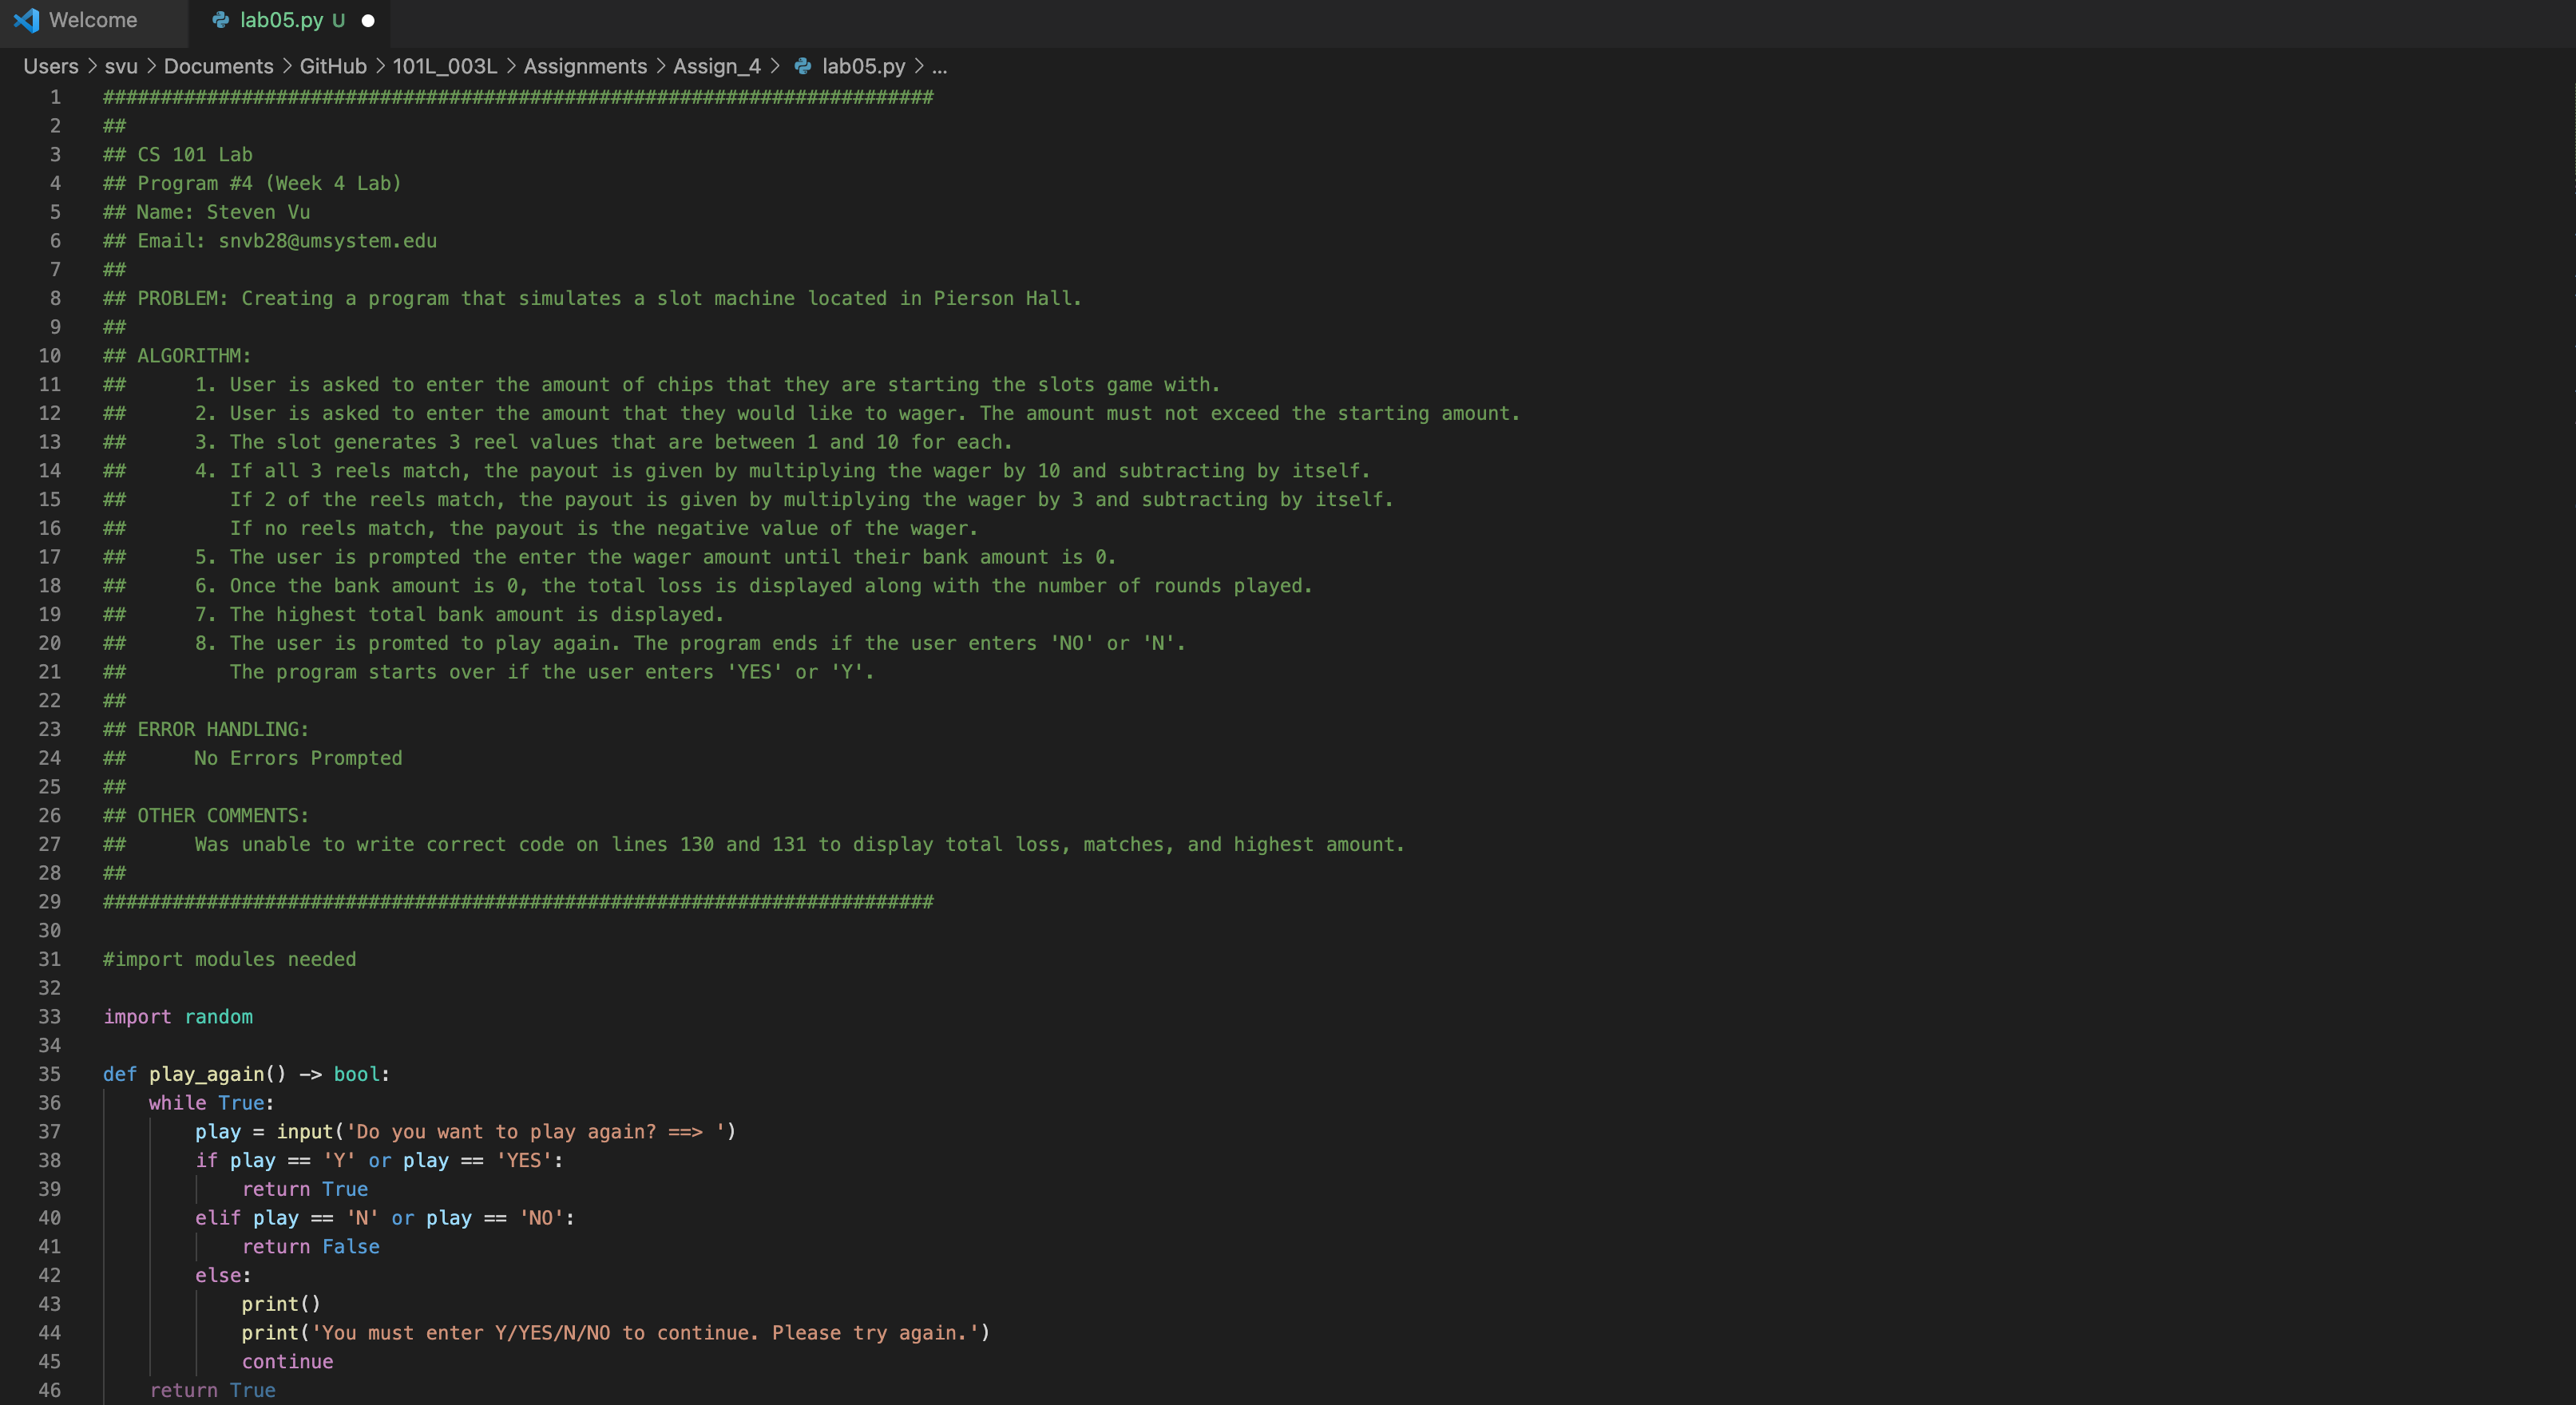 Welcome
lab05.py U
Users > svu > Documents > GitHub > 101L_003L > Assignments > Assign_4 > lab05.py > ...
1 ########################################################################
2 ##
3 ## CS 101 Lab
4 ## Program #4 (Week 4 Lab)
5 ## Name: Steven Vu
6 ## Email: snvb28@umsystem.edu
7 ##
8 ## PROBLEM: Creating a program that simulates a slot machine located in Pierson Hall.
9 ##
10 ## ALGORITHM:
11 ##      1. User is asked to enter the amount of chips that they are starting the slots game with.
12 ##      2. User is asked to enter the amount that they would like to wager. The amount must not exceed the starting amount.
13 ##      3. The slot generates 3 reel values that are between 1 and 10 for each.
14 ##      4. If all 3 reels match, the payout is given by multiplying the wager by 10 and subtracting by itself.
15 ##         If 2 of the reels match, the payout is given by multiplying the wager by 3 and subtracting by itself.
16 ##         If no reels match, the payout is the negative value of the wager.
17 ##      5. The user is prompted the enter the wager amount until their bank amount is 0.
18 ##      6. Once the bank amount is 0, the total loss is displayed along with the number of rounds played.
19 ##      7. The highest total bank amount is displayed.
20 ##      8. The user is promted to play again. The program ends if the user enters 'NO' or 'N'.
21 ##         The program starts over if the user enters 'YES' or 'Y'.
22 ##
23 ## ERROR HANDLING:
24 ##      No Errors Prompted
25 ##
26 ## OTHER COMMENTS:
27 ##      Was unable to write correct code on lines 130 and 131 to display total loss, matches, and highest amount.
28 ##
29 ########################################################################
30
31 #import modules needed
32
33 import random
34
35 def play_again() -> bool:
36     while True:
37         play = input('Do you want to play again? ==> ')
38         if play == 'Y' or play == 'YES':
39             return True
40         elif play == 'N' or play == 'NO':
41             return False
42         else:
43             print()
44             print('You must enter Y/YES/N/NO to continue. Please try again.')
45             continue
46     return True